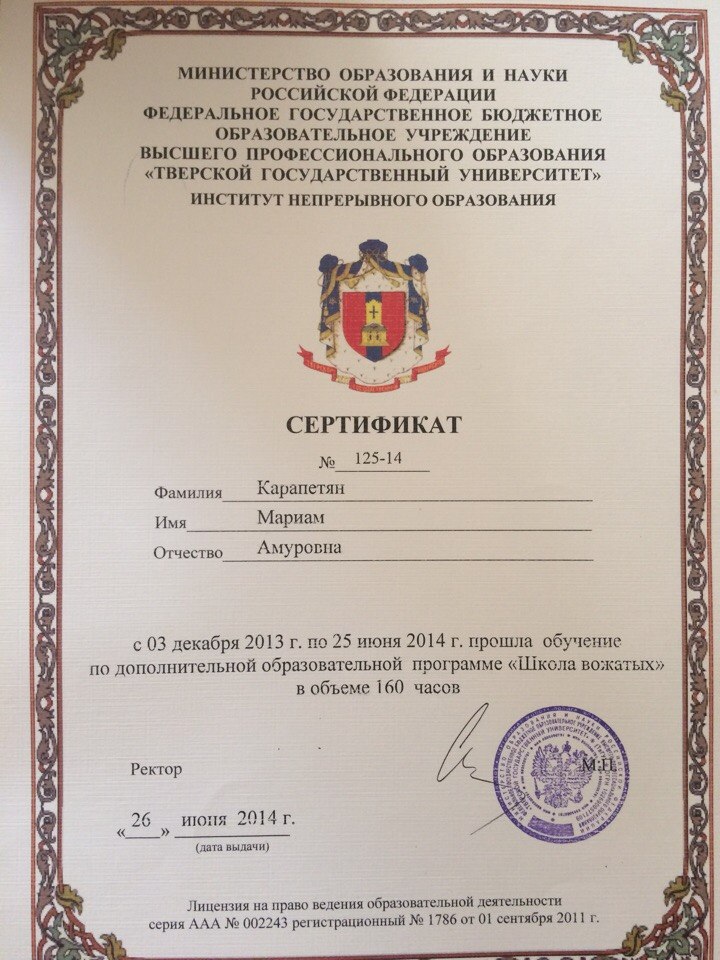 МИНИСТЕРСТВО ОБРАЗОВАНИЯ И НАУКИ
РОССИЙСКОЙ ФЕДЕРАЦИИ
ФЕДЕРАЛЬНОЕ ГОСУДАРСТВЕННОЕ БЮДЖЕТНОЕ
ОБРАЗОВАТЕЛЬНОЕ УЧРЕЖДЕНИЕ
ВЫСШЕГО ПРОФЕССИОНАЛЬНОГО ОБРАЗОВАНИЯ
«ТВЕРСКОЙ ГОСУДАРСТВЕННЫЙ УНИВЕРСИТЕТ»
ИНСТИТУТ НЕПРЕРЫВНОГО ОБРАЗОВАНИЯ
СЕРТИФИКАТ
№ 125-14
Фамилия Карапетян
Имя Мариам
Отчество Амуровна
с 03 декабря 2013 г. по 25 июня 2014 г. прошла обучение
по дополнительной образовательной программе «Школа вожатых»
в объеме 160 часов
Ректор
М.П.
«26» июня 2014 г.
(дата выдачи)
Лицензия на право ведения образовательной деятельности
серия ААА № 002243 регистрационный № 1786 от 01 сентября 2011 г.